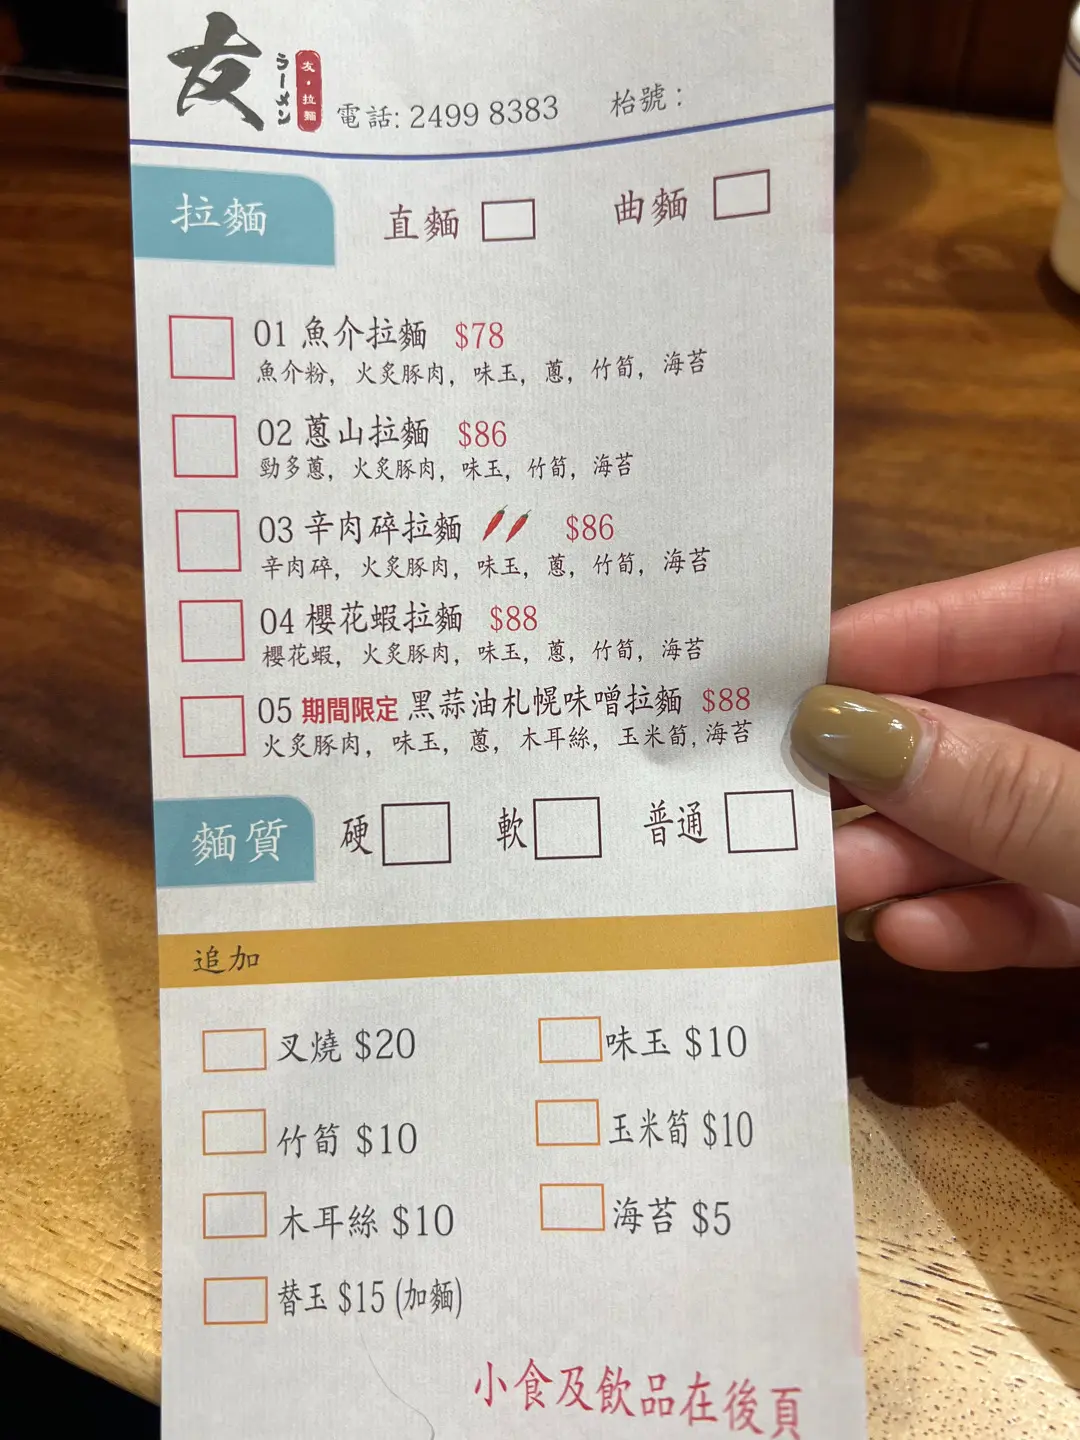 友 ラーメン 友・拉麵 電話: 2499 8383 枱號 :
拉麵 直麵 曲麵
01 魚介拉麵 $78
魚介粉, 火炙豚肉, 味玉, 蔥, 竹筍, 海苔
02 蔥山拉麵 $86
勁多蔥, 火炙豚肉, 味玉, 竹筍, 海苔
03 辛肉碎拉麵 $86
辛肉碎, 火炙豚肉, 味玉, 蔥, 竹筍, 海苔
04 櫻花蝦拉麵 $88
櫻花蝦, 火炙豚肉, 味玉, 蔥, 竹筍, 海苔
05 期間限定 黑蒜油札幌味噌拉麵 $88
火炙豚肉, 味玉, 蔥, 木耳絲, 玉米筍, 海苔
麵質 硬 軟 普通
追加
叉燒 $20 味玉 $10
竹筍 $10 玉米筍 $10
木耳絲 $10 海苔 $5
替玉 $15 (加麵)
小食及飲品在後頁